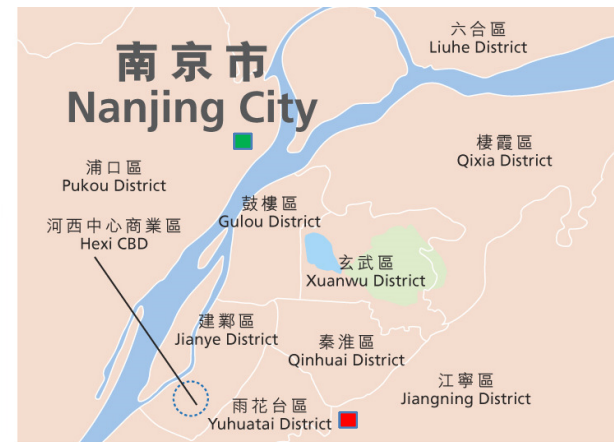 南京市
Nanjing City
六合區
Liuhe District
棲霞區
Qixia District
浦口區
Pukou District
鼓樓區
Gulou District
河西中心商業區
Hexi CBD
玄武區
Xuanwu District
建鄴區
Jianye District
秦淮區
Qinhuai District
江寧區
Jiangning District
雨花台區
Yuhuatai District